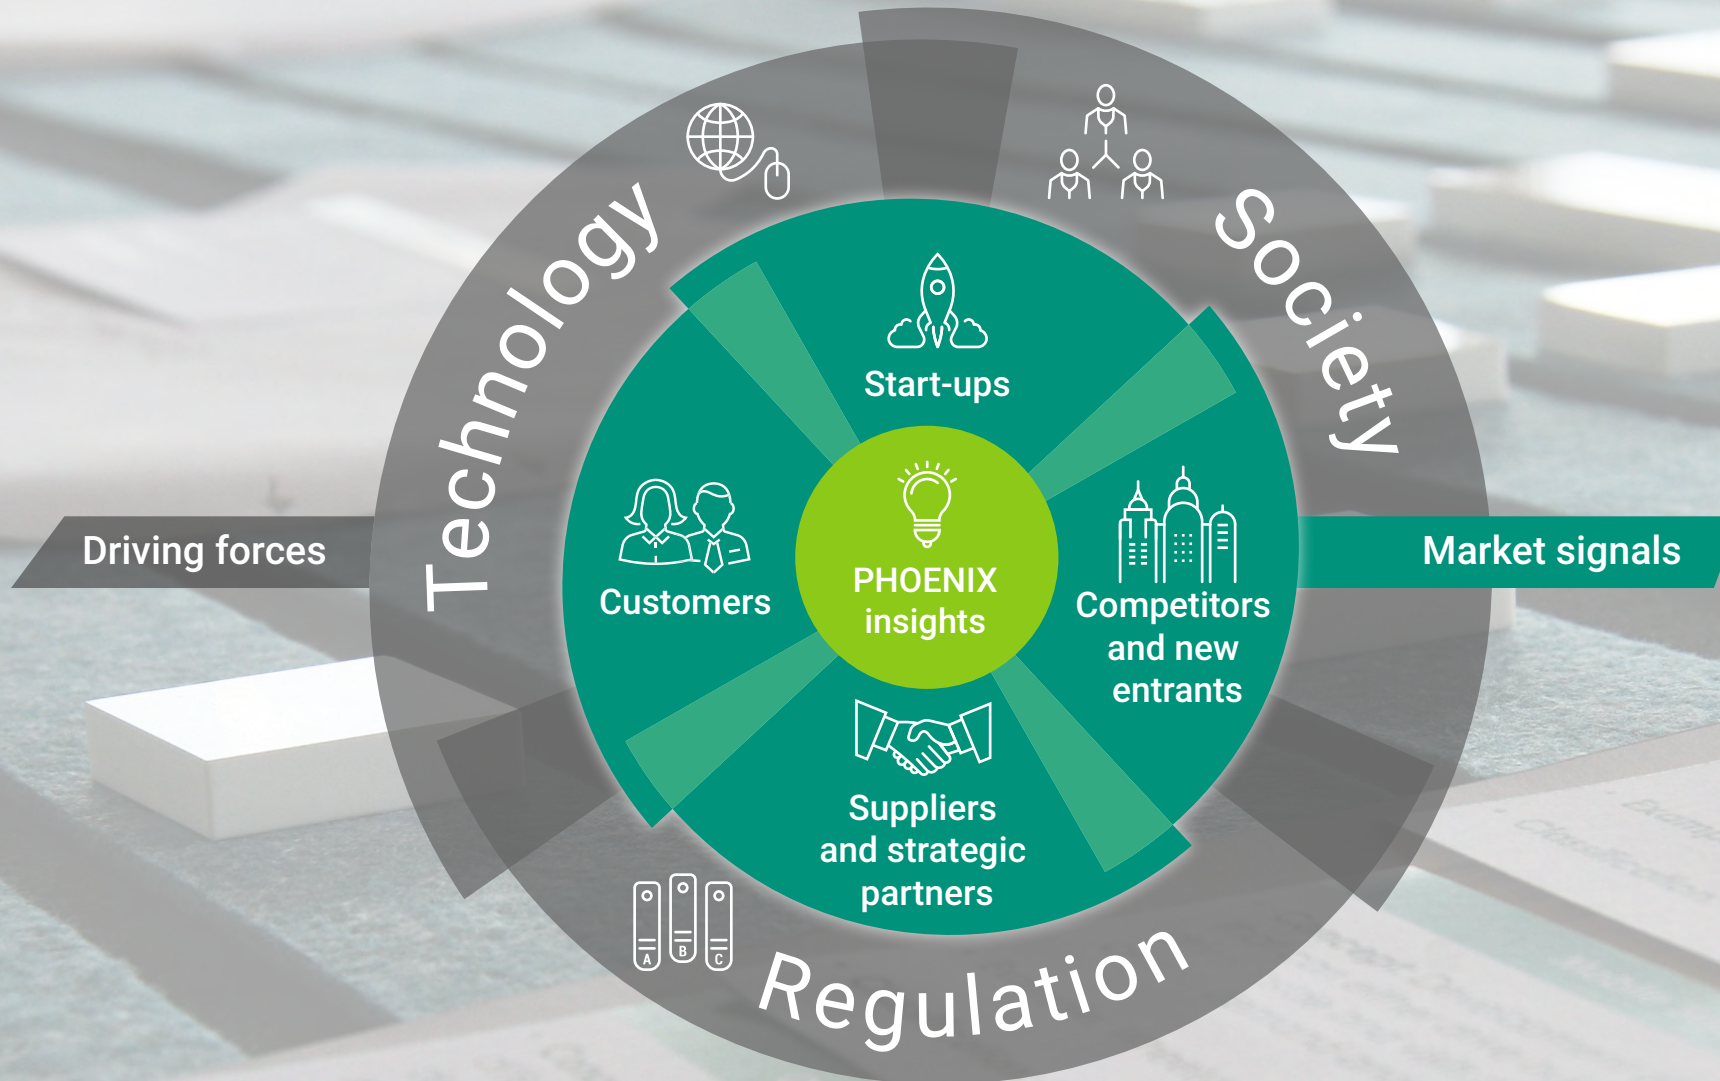 Technology
Society
Start-ups
Driving forces
Customers
PHOENIX
insights
Competitors
and new
entrants
Market signals
Suppliers
and strategic
partners
A
B
C
Regulation